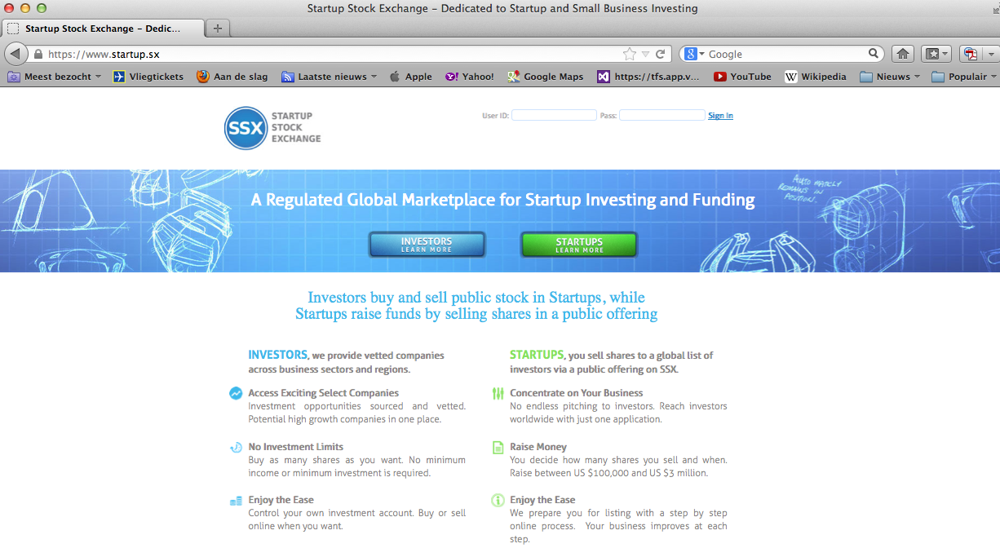 Startup Stock Exchange – Dedicated to Startup and Small Business Investing
Startup Stock Exchange – Dedic...
https://www.startup.sx
Google
Meest bezocht
Vliegtickets
Aan de slag
Laatste nieuws
Apple
Yahoo!
Google Maps
https://tfs.app.v...
YouTube
Wikipedia
Nieuws
Populair
SSX
STARTUP
STOCK
EXCHANGE
User ID:
Pass:
Sign In
A Regulated Global Marketplace for Startup Investing and Funding
INVESTORS
LEARN MORE
STARTUPS
LEARN MORE
Investors buy and sell public stock in Startups, while
Startups raise funds by selling shares in a public offering
INVESTORS, we provide vetted companies
across business sectors and regions.
Access Exciting Select Companies
Investment opportunities sourced and vetted.
Potential high growth companies in one place.
No Investment Limits
Buy as many shares as you want. No minimum
income or minimum investment is required.
Enjoy the Ease
Control your own investment account. Buy or sell
online when you want.
STARTUPS, you sell shares to a global list of
investors via a public offering on SSX.
Concentrate on Your Business
No endless pitching to investors. Reach investors
worldwide with just one application.
Raise Money
You decide how many shares you sell and when.
Raise between US $100,000 and US $3 million.
Enjoy the Ease
We prepare you for listing with a step by step
online process. Your business improves at each
step.